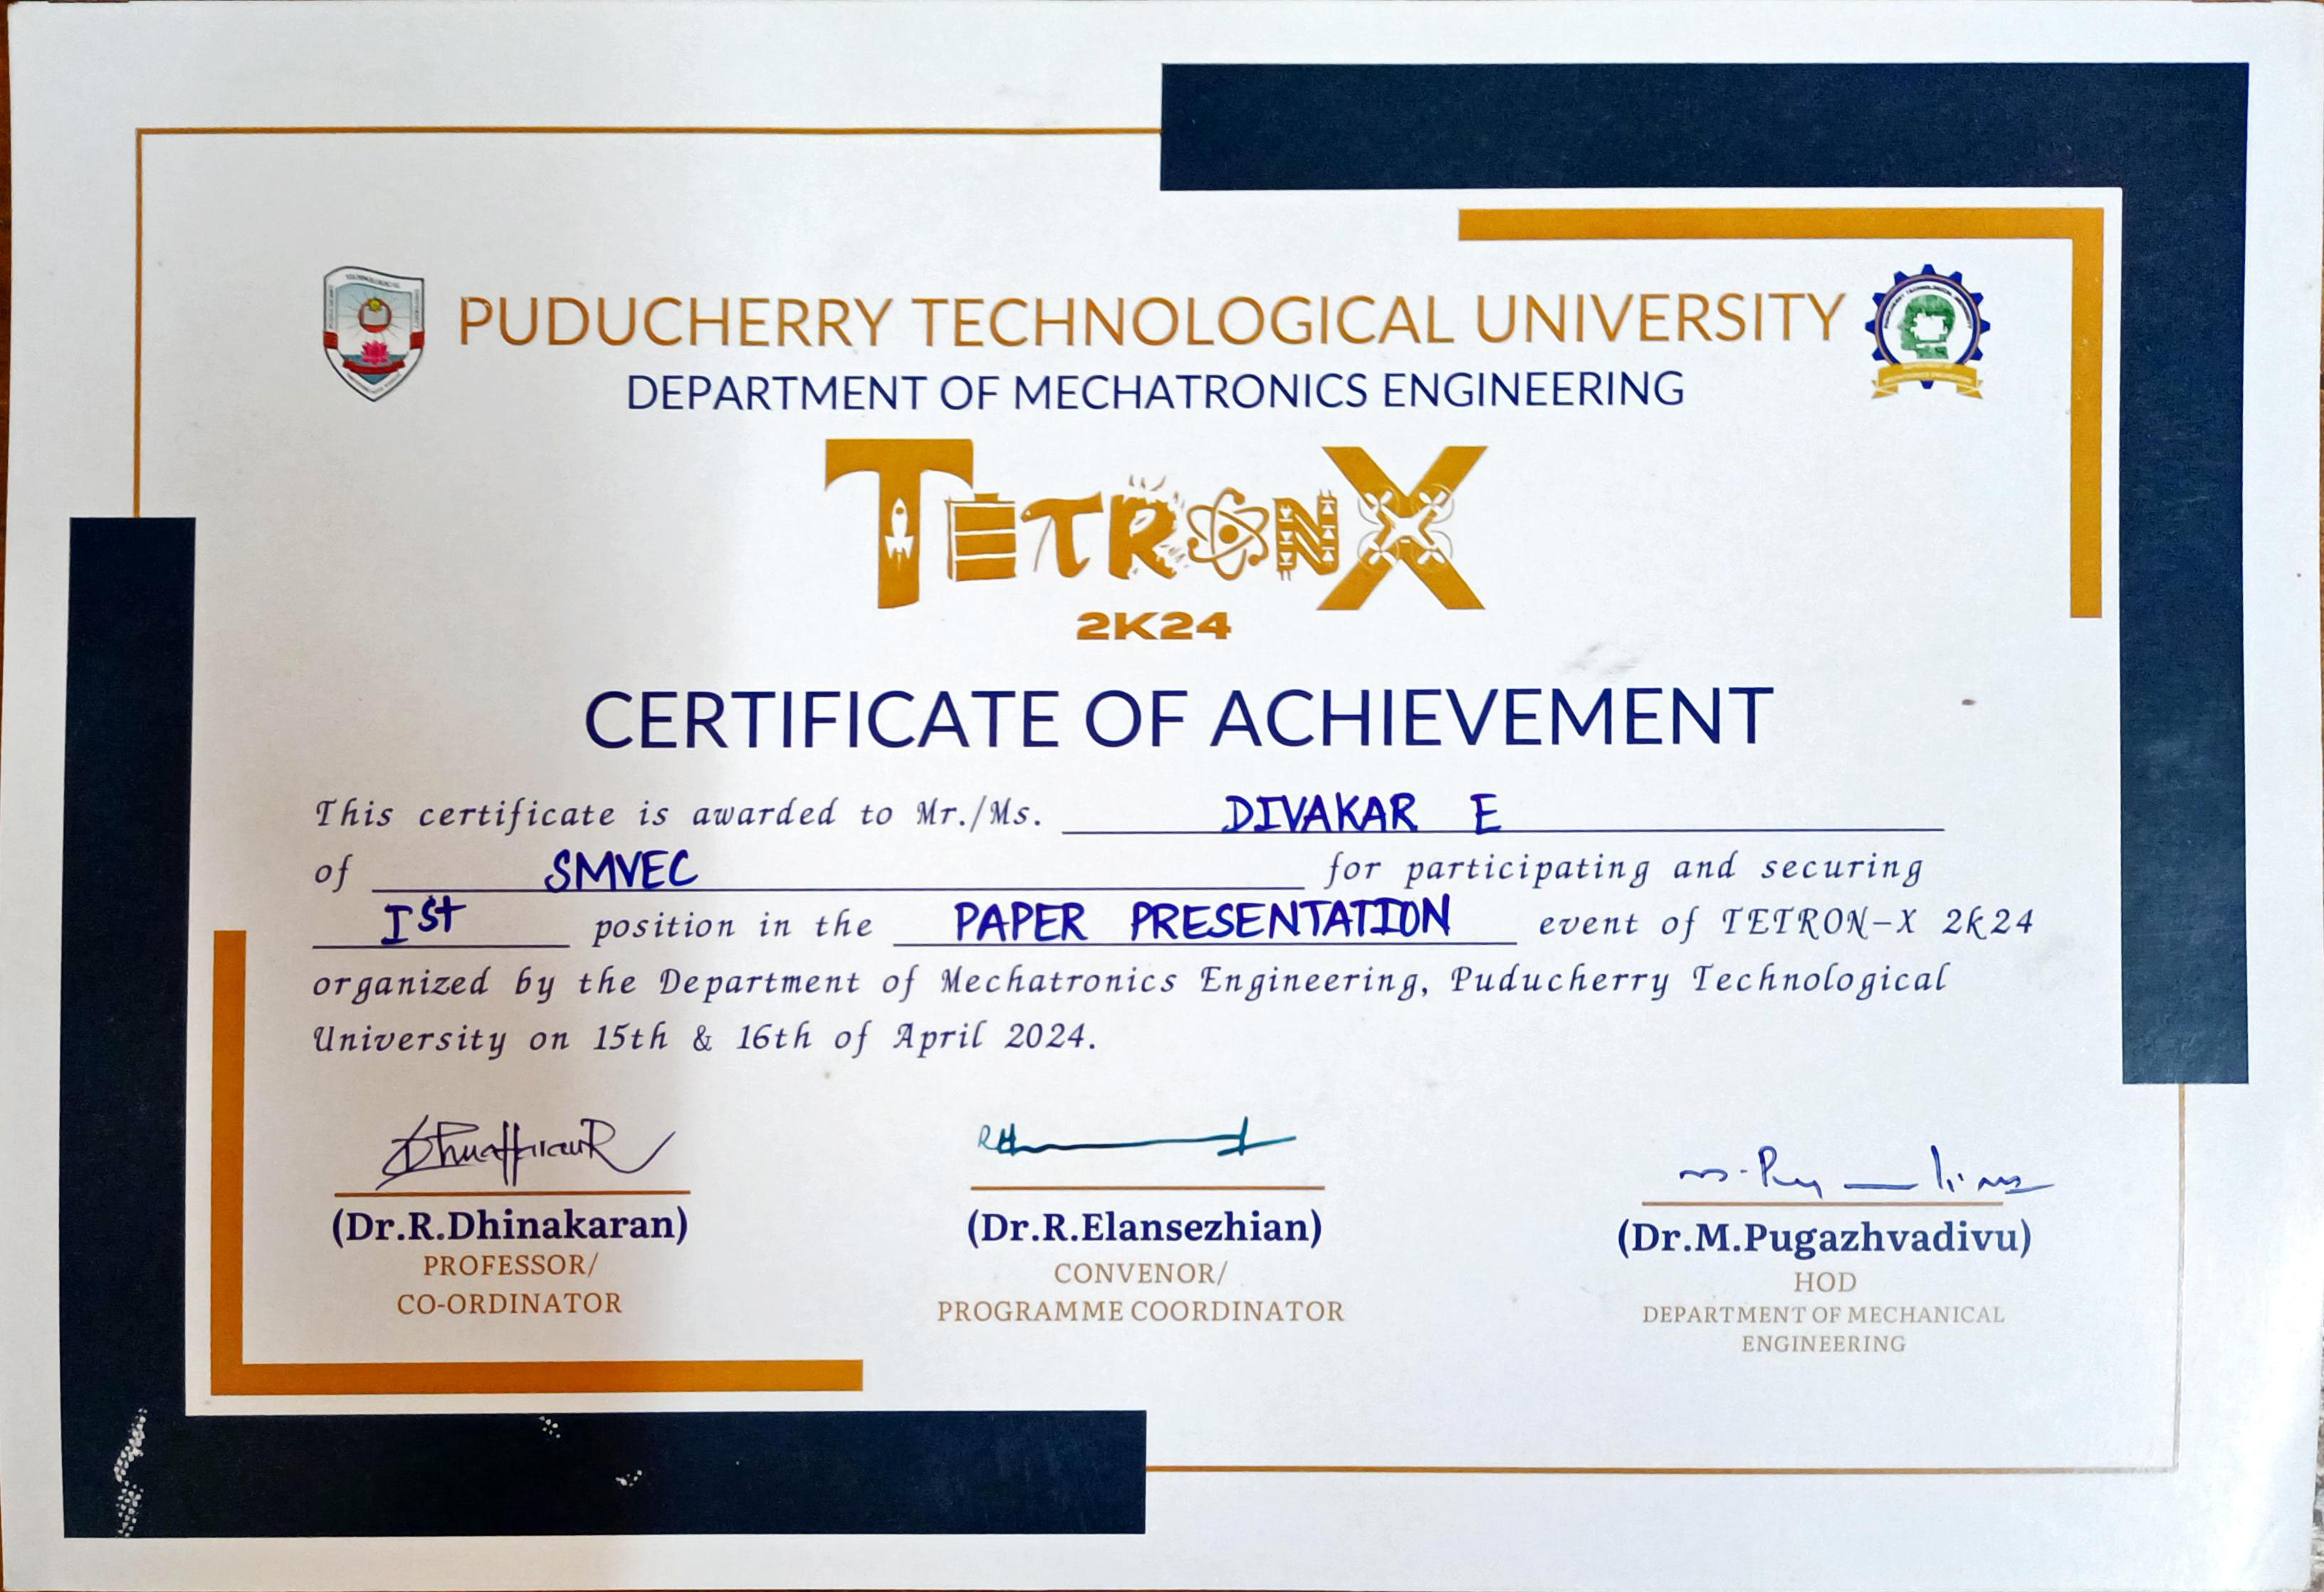 PUDUCHERRY TECHNOLOGICAL UNIVERSITY
DEPARTMENT OF MECHATRONICS ENGINEERING
TETRONX
2K24
CERTIFICATE OF ACHIEVEMENT
This certificate is awarded to Mr./Ms. DIVAKAR E
of SMVEC for participating and securing
Ist position in the PAPER PRESENTATION event of TETRON-X 2k24
organized by the Department of Mechatronics Engineering, Puducherry Technological
University on 15th & 16th of April 2024.
(Dr.R.Dhinakaran)
PROFESSOR/
CO-ORDINATOR
(Dr.R.Elansezhian)
CONVENOR/
PROGRAMME COORDINATOR
(Dr.M.Pugazhvadivu)
HOD
DEPARTMENT OF MECHANICAL
ENGINEERING